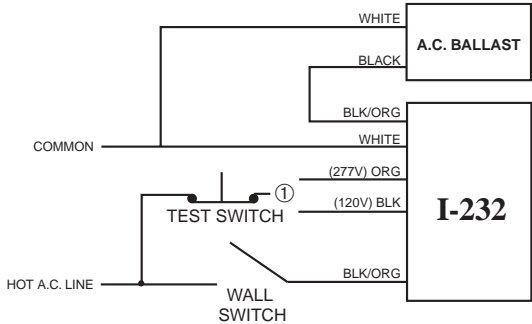 WHITE
A.C. BALLAST
BLACK
BLK/ORG
COMMON
WHITE
(277V) ORG
①
(120V) BLK
TEST SWITCH
I-232
BLK/ORG
HOT A.C. LINE
WALL
SWITCH